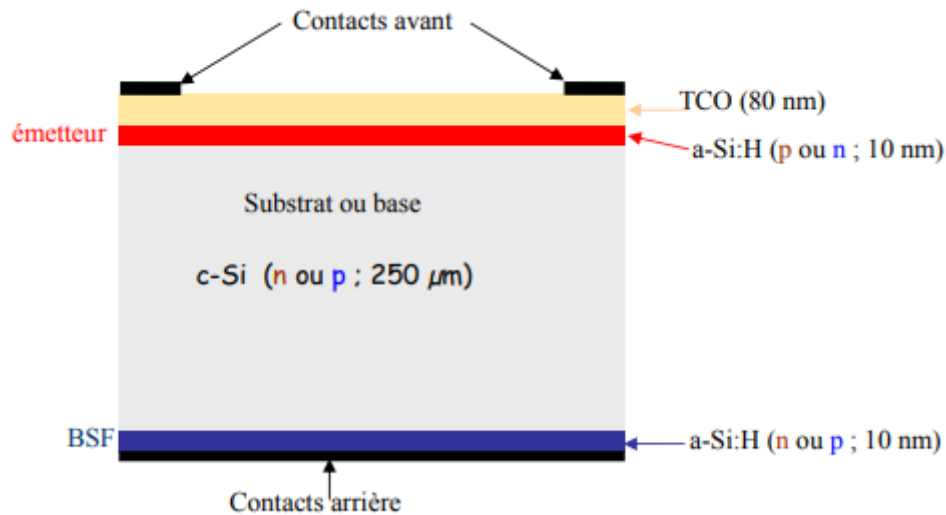 Contacts avant
TCO (80 nm)
émetteur
a-Si:H (p ou n ; 10 nm)
Substrat ou base
c-Si (n ou p ; 250 µm)
BSF
a-Si:H (n ou p ; 10 nm)
Contacts arrière